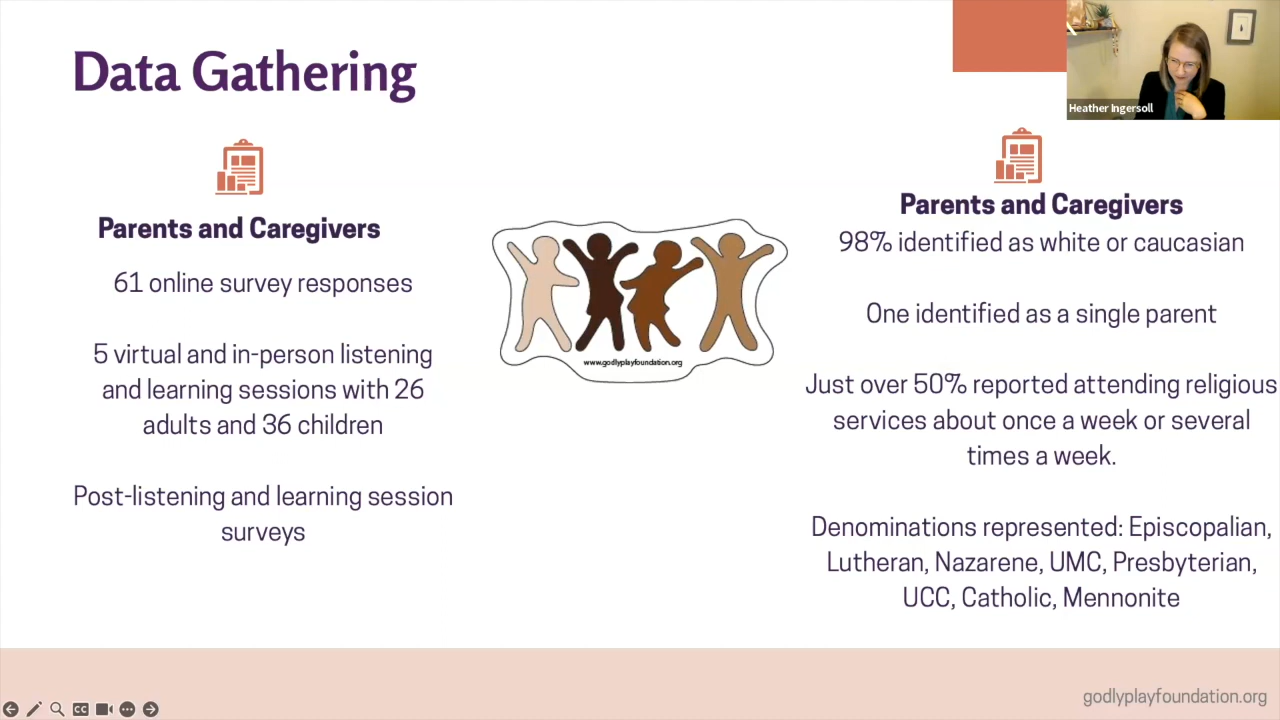 Data Gathering
Heather Ingersoll
Parents and Caregivers
61 online survey responses
5 virtual and in-person listening
and learning sessions with 26
adults and 36 children
Post-listening and learning session
surveys
www.godlyplayfoundation.org
Parents and Caregivers
98% identified as white or caucasian
One identified as a single parent
Just over 50% reported attending religious
services about once a week or several
times a week.
Denominations represented: Episcopalian,
Lutheran, Nazarene, UMC, Presbyterian,
UCC, Catholic, Mennonite
CC
godlyplayfoundation.org